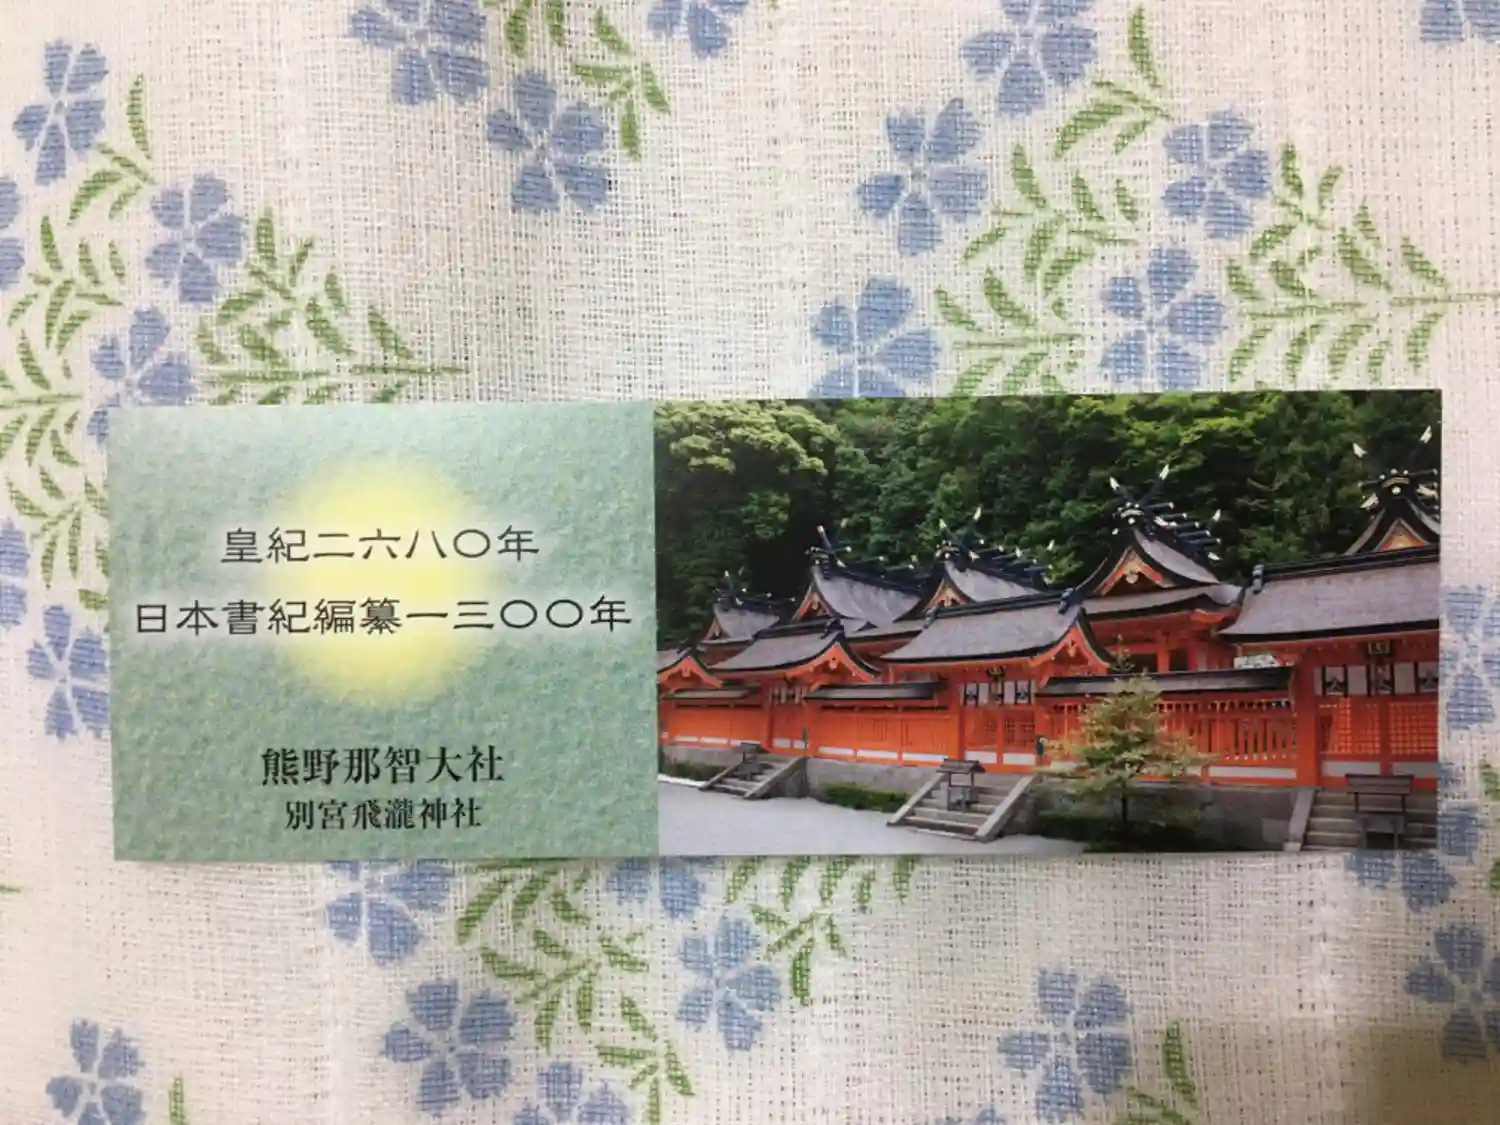 皇紀二六八〇年
日本書紀編纂一三〇〇年
熊野那智大社
別宮飛瀧神社